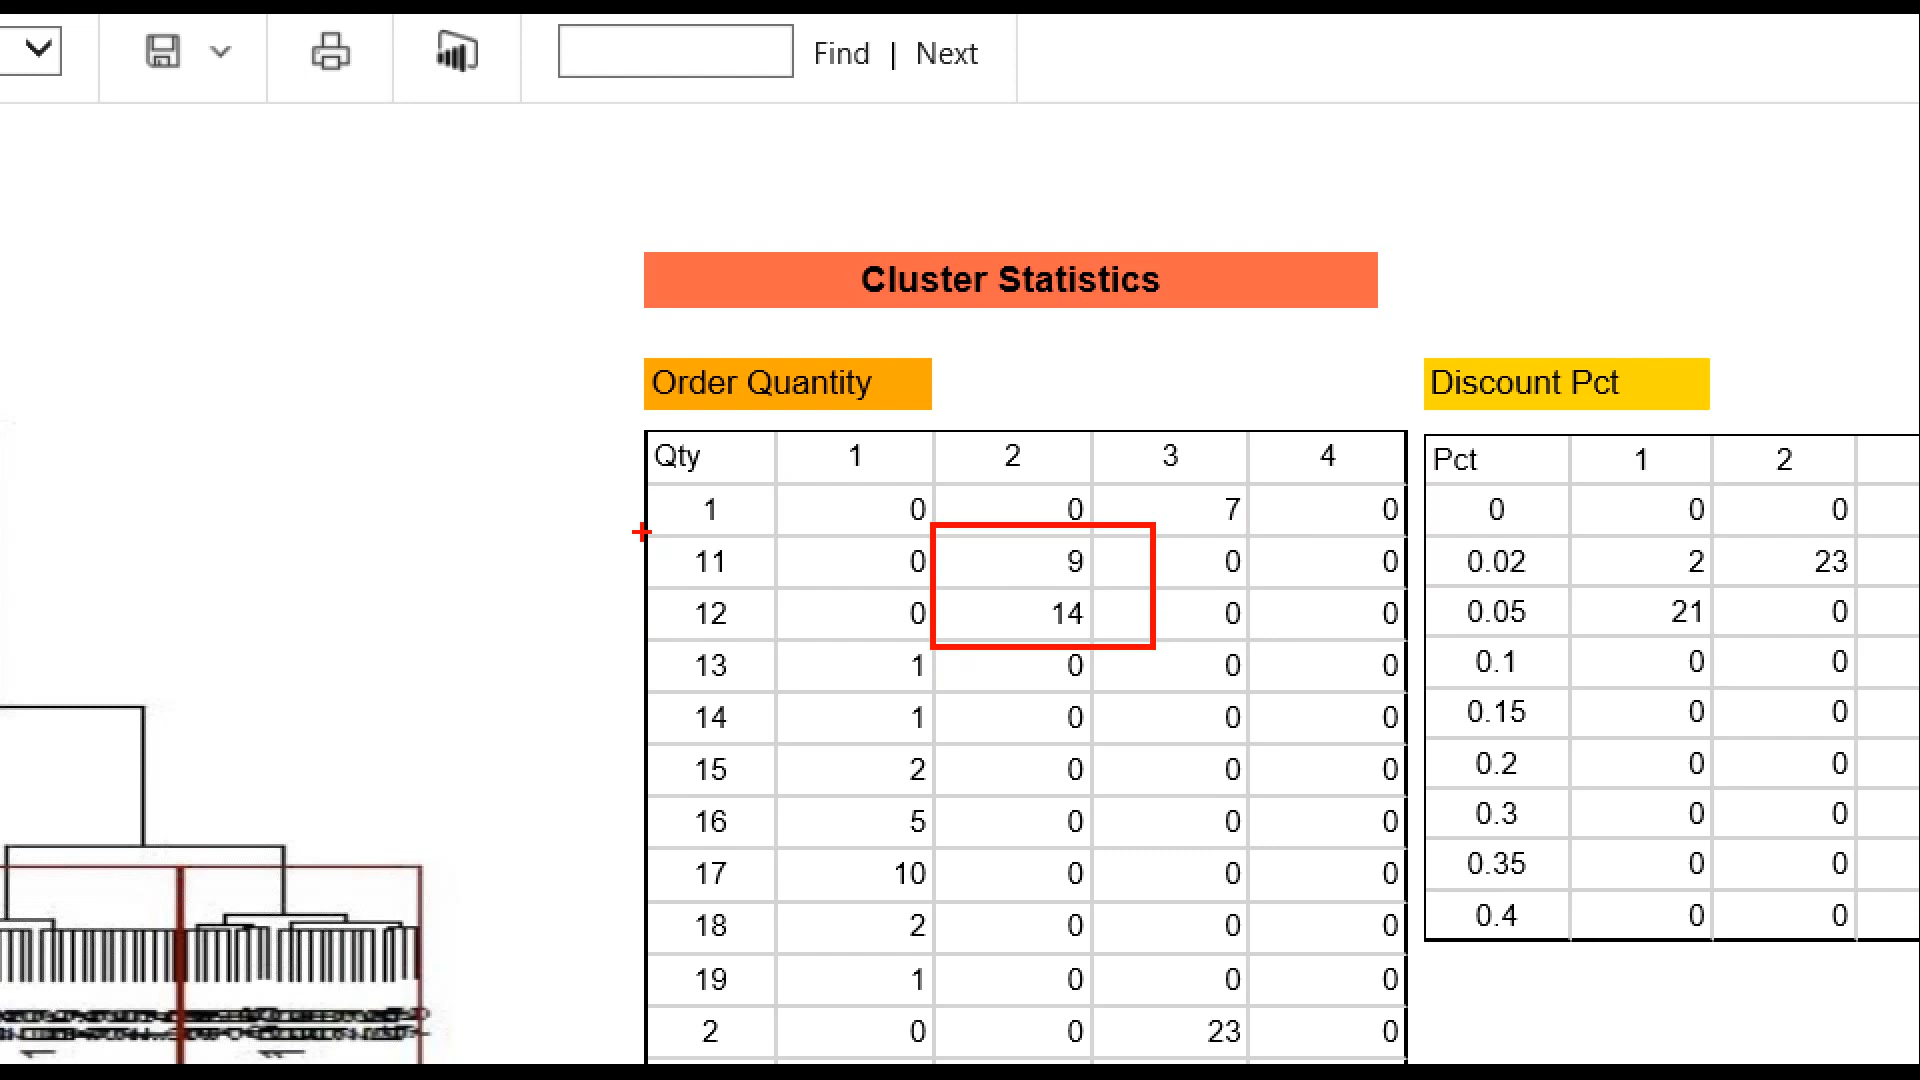 Find | Next
Cluster Statistics
Order Quantity
Qty 1 2 3 4
1 0 0 7 0
11 0 9 0 0
12 0 14 0 0
13 1 0 0 0
14 1 0 0 0
15 2 0 0 0
16 5 0 0 0
17 10 0 0 0
18 2 0 0 0
19 1 0 0 0
2 0 0 23 0
Discount Pct
Pct 1 2
0 0 0
0.02 2 23
0.05 21 0
0.1 0 0
0.15 0 0
0.2 0 0
0.3 0 0
0.35 0 0
0.4 0 0